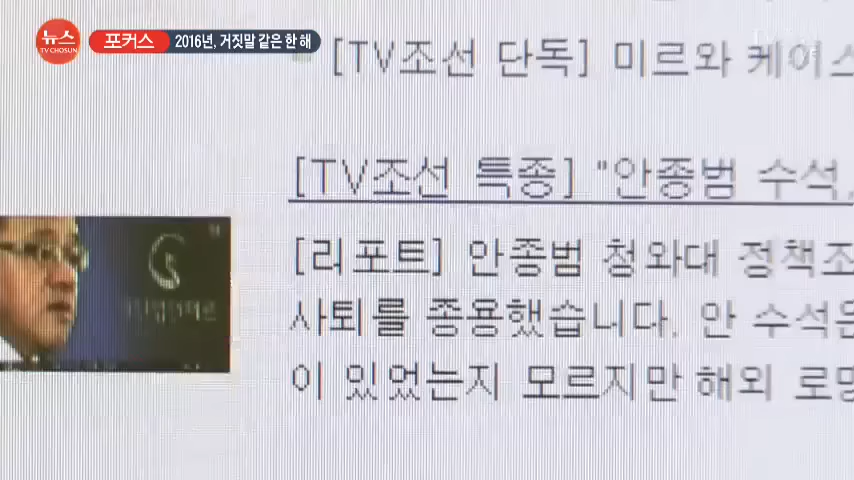 뉴스
TV CHOSUN
포커스
2016년, 거짓말 같은 한 해
[TV조선 단독] 미르와 케이스
[TV조선 특종] "안종범 수석,
[리포트] 안종범 청와대 정책조
사퇴를 종용했습니다. 안 수석은
이 있었는지 모르지만 해외 로밍